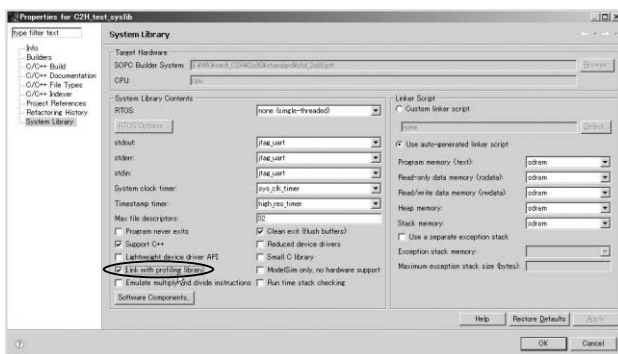 Properties for C2H_test_syslib
type filter text
Info
Builders
C/C++ Build
C/C++ Documentation
C/C++ File Types
C/C++ Indexer
Project References
Refactoring History
System Library
System Library
Target Hardware
SOPC Builder System:
Browse...
CPU: cpu
System Library Contents
RTOS: none (single-threaded)
RTOS Options...
stdout: jtag_uart
stderr: jtag_uart
stdin: jtag_uart
System clock timer: sys_clk_timer
Timestamp timer: high_res_timer
Max file descriptors: 32
Program never exits
Clean exit (flush buffers)
Support C++
Reduced device drivers
Lightweight device driver API
Small C library
Link with profiling library
ModelSim only, no hardware support
Emulate multiply and divide instructions
Run time stack checking
Software Components...
Linker Script
Custom linker script
none
Select...
Use auto-generated linker script
Program memory (text): sdram
Read-only data memory (rodata): sdram
Read/write data memory (rwdata): sdram
Heap memory: sdram
Stack memory: sdram
Use a separate exception stack
Exception stack memory:
Maximum exception stack size (bytes):
Help
Restore Defaults
Apply
OK
Cancel